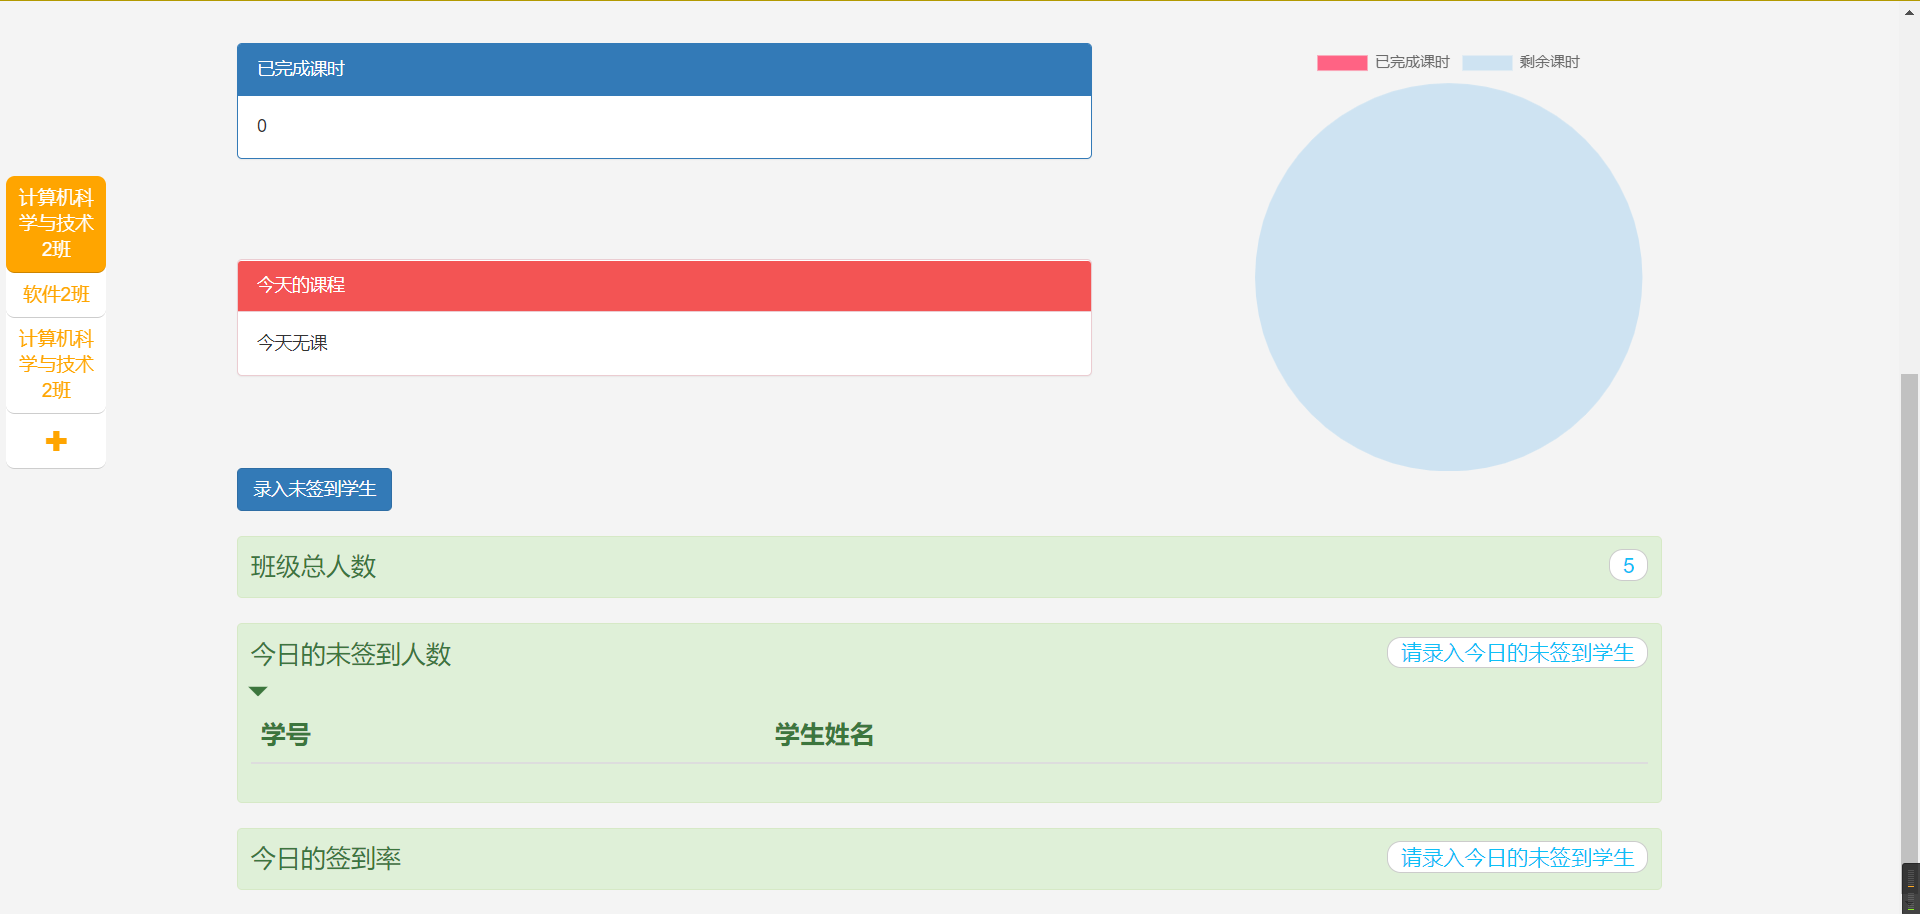 已完成课时
0
已完成课时 剩余课时
计算机科
学与技术
2班
软件2班
计算机科
学与技术
2班
今天的课程
今天无课
录入未签到学生
班级总人数 5
今日的未签到人数 请录入今日的未签到学生
学号 学生姓名
今日的签到率 请录入今日的未签到学生